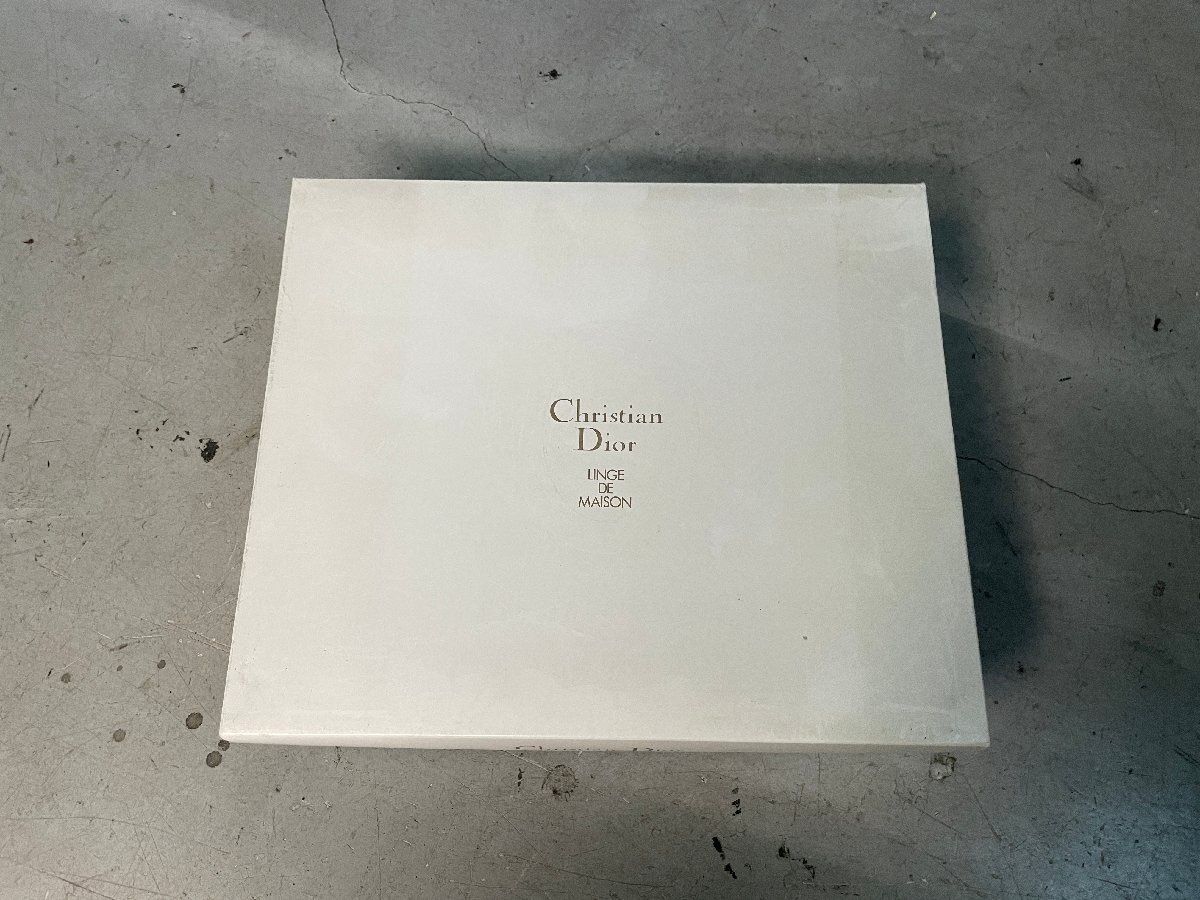 Christian
Dior
LINGE
DE
MAISON